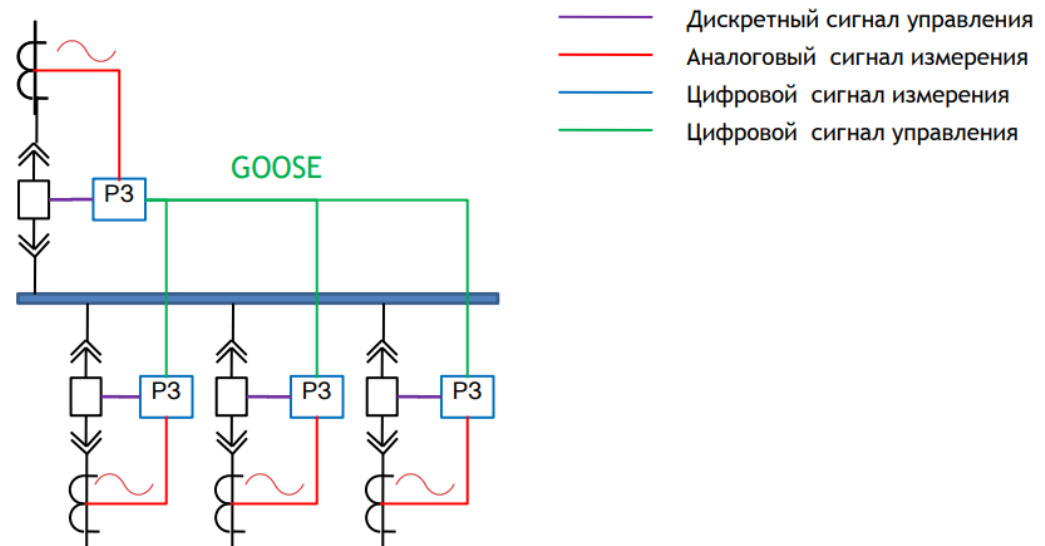 Дискретный сигнал управления
Аналоговый сигнал измерения
Цифровой сигнал измерения
Цифровой сигнал управления
GOOSE
РЗ
РЗ
РЗ
РЗ